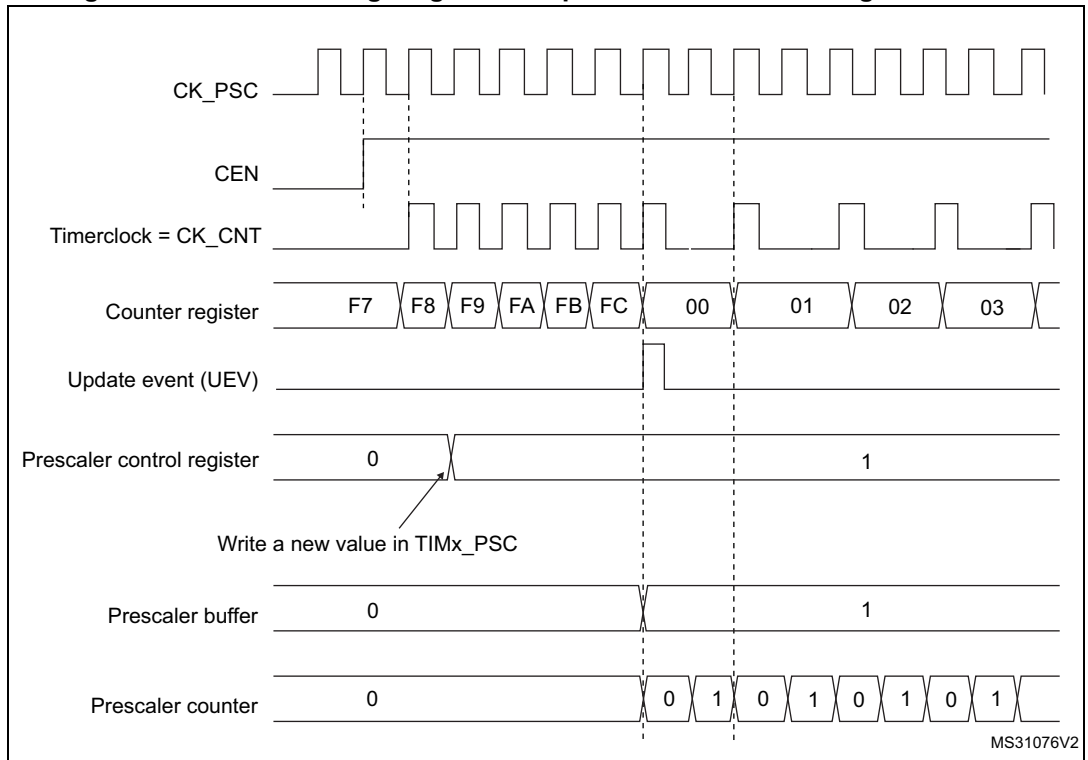 CK_PSC
CEN
Timerclock = CK_CNT
Counter register F7 F8 F9 FA FB FC 00 01 02 03
Update event (UEV)
Prescaler control register 0 1
Write a new value in TIMx_PSC
Prescaler buffer 0 1
Prescaler counter 0 0 1 0 1 0 1 0 1
MS31076V2